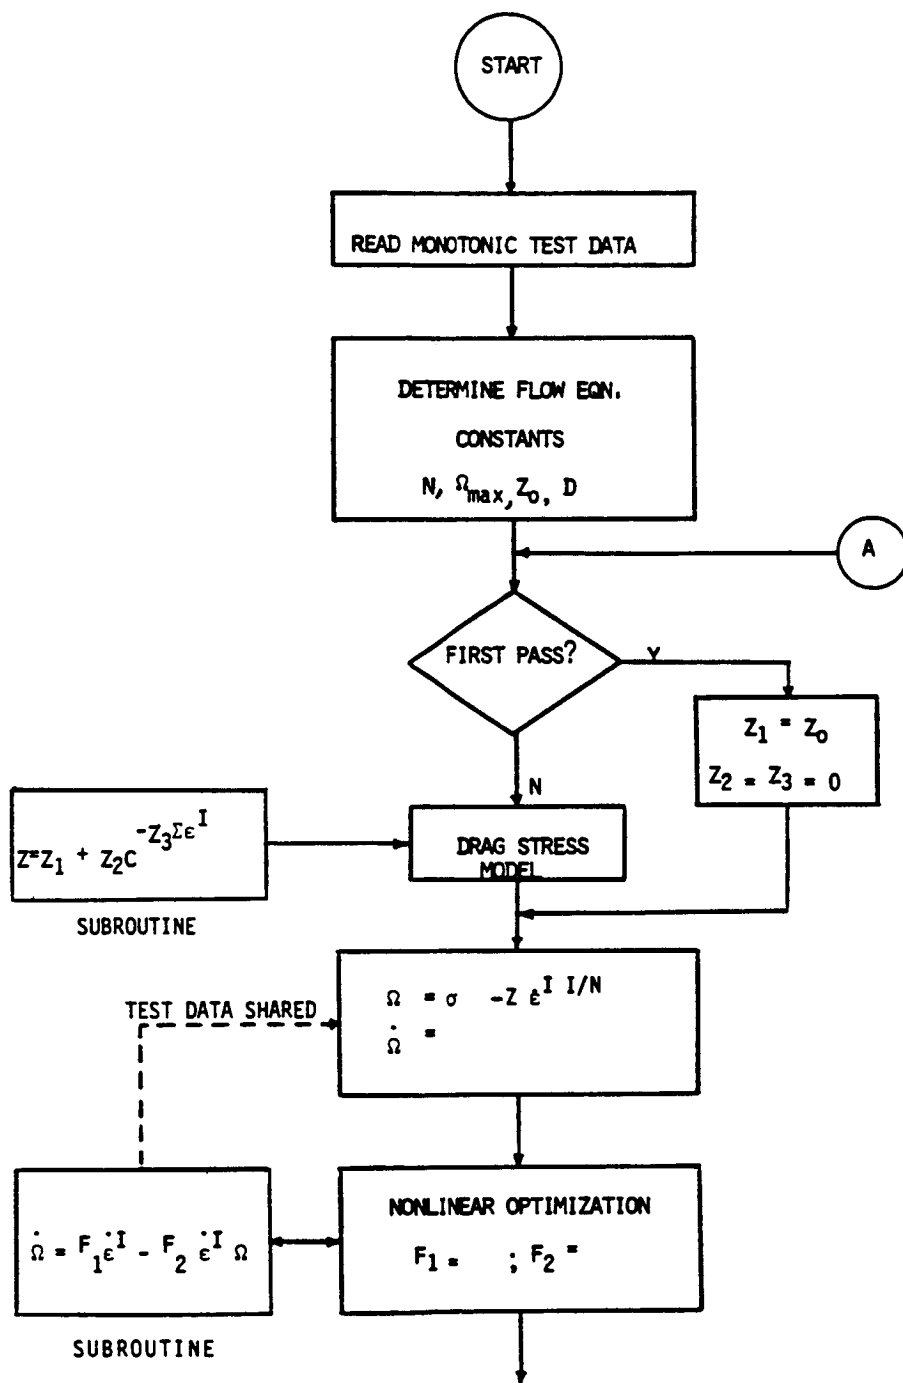 START
READ MONOTONIC TEST DATA
DETERMINE FLOW EQN.
CONSTANTS
N, Ωmax, Zo, D
A
FIRST PASS?
Y
Z1 = Zo
Z2 = Z3 = 0
N
Z=Z1 + Z2C^-Z3Σε^I
SUBROUTINE
DRAG STRESS
MODEL
TEST DATA SHARED
Ω = σ -Z ε̇^I I/N
Ω̇ =
NONLINEAR OPTIMIZATION
F1 = ; F2 =
Ω̇ = F1 ε̇^I - F2 ε̇^I Ω
SUBROUTINE